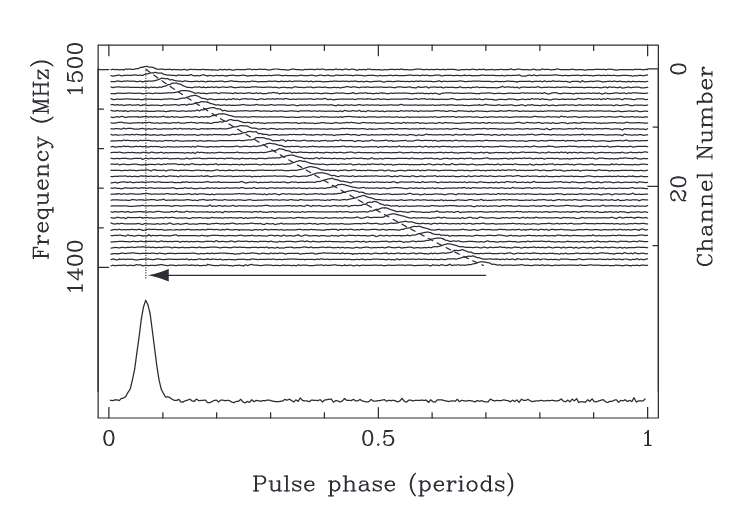 Frequency (MHz)
1500
1400
0
20
Channel Number
0
0.5
1
Pulse phase (periods)